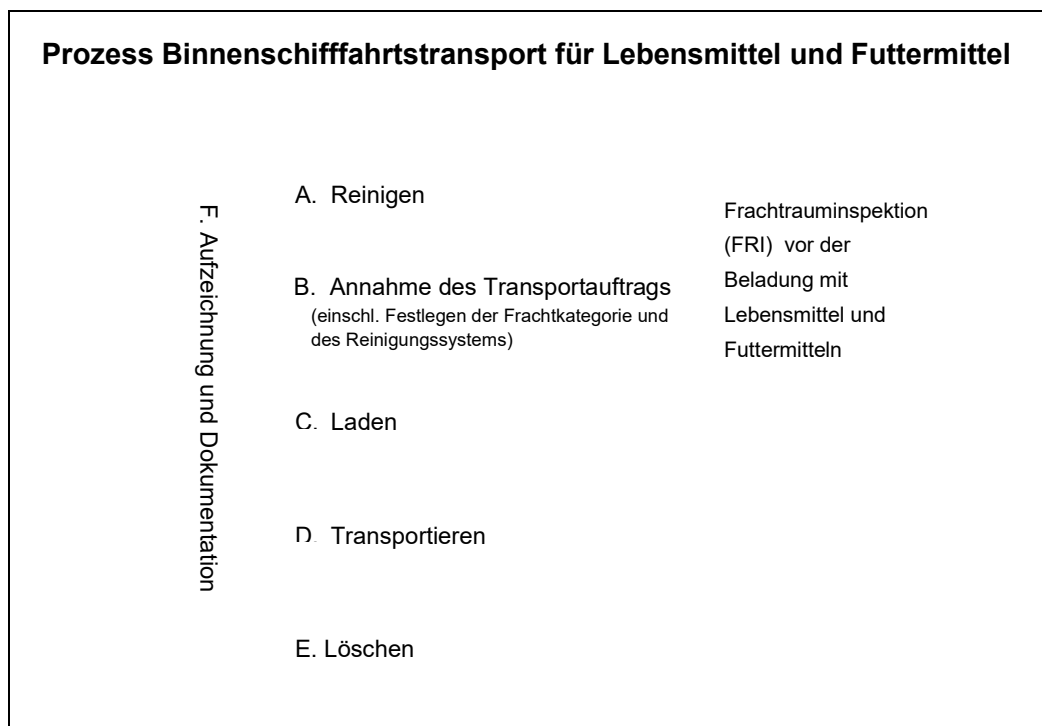 Prozess Binnenschifffahrtstransport für Lebensmittel und Futtermittel
F. Aufzeichnung und Dokumentation
A. Reinigen
B. Annahme des Transportauftrags
(einschl. Festlegen der Frachtkategorie und
des Reinigungssystems)
C. Laden
D. Transportieren
E. Löschen
Frachtrauminspektion
(FRI) vor der
Beladung mit
Lebensmittel und
Futtermitteln